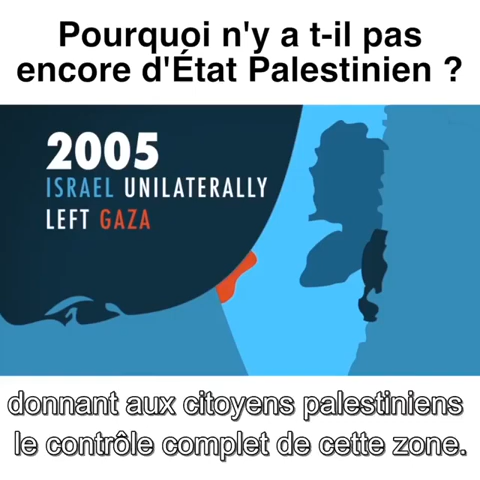 Pourquoi n'y a t-il pas
encore d'État Palestinien ?
2005
ISRAEL UNILATERALLY
LEFT GAZA
donnant aux citoyens palestiniens
le contrôle complet de cette zone.